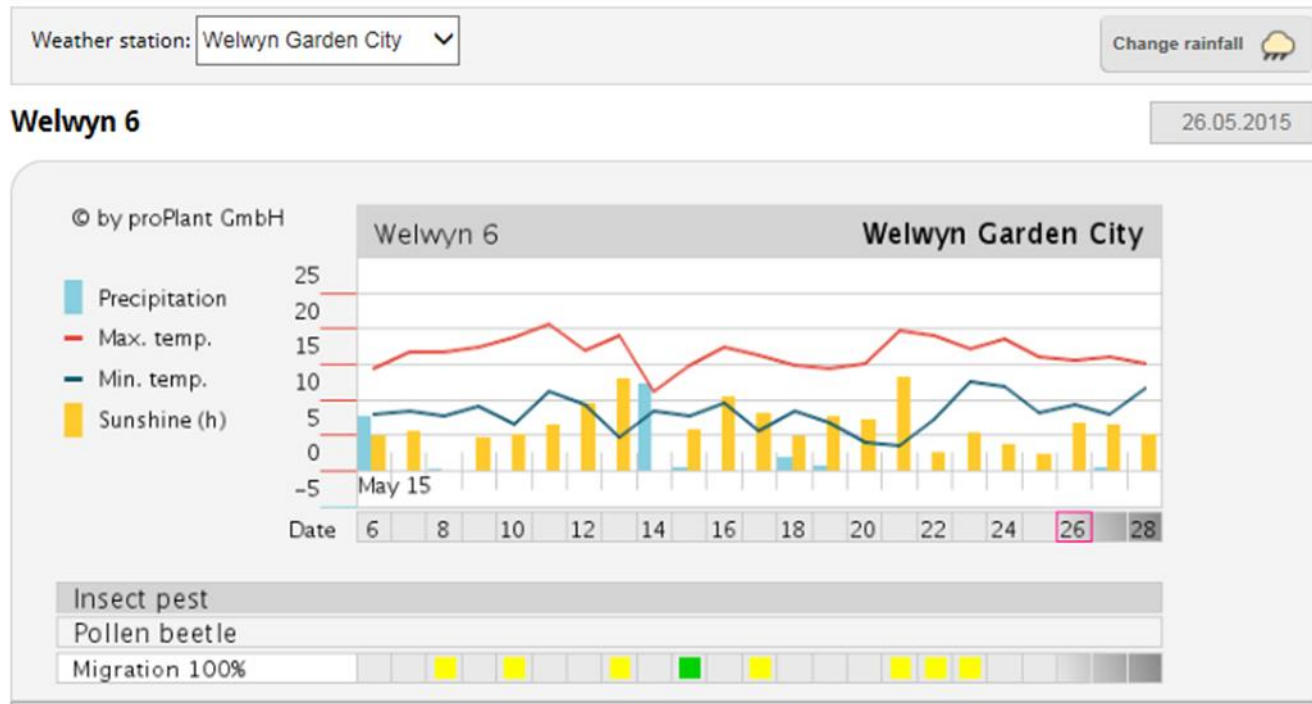 Weather station: Welwyn Garden City
Change rainfall
Welwyn 6
26.05.2015
© by proPlant GmbH
Welwyn 6 Welwyn Garden City
Precipitation
Max. temp.
Min. temp.
Sunshine (h)
25
20
15
10
5
0
-5
May 15
Date 6 8 10 12 14 16 18 20 22 24 26 28
Insect pest
Pollen beetle
Migration 100%